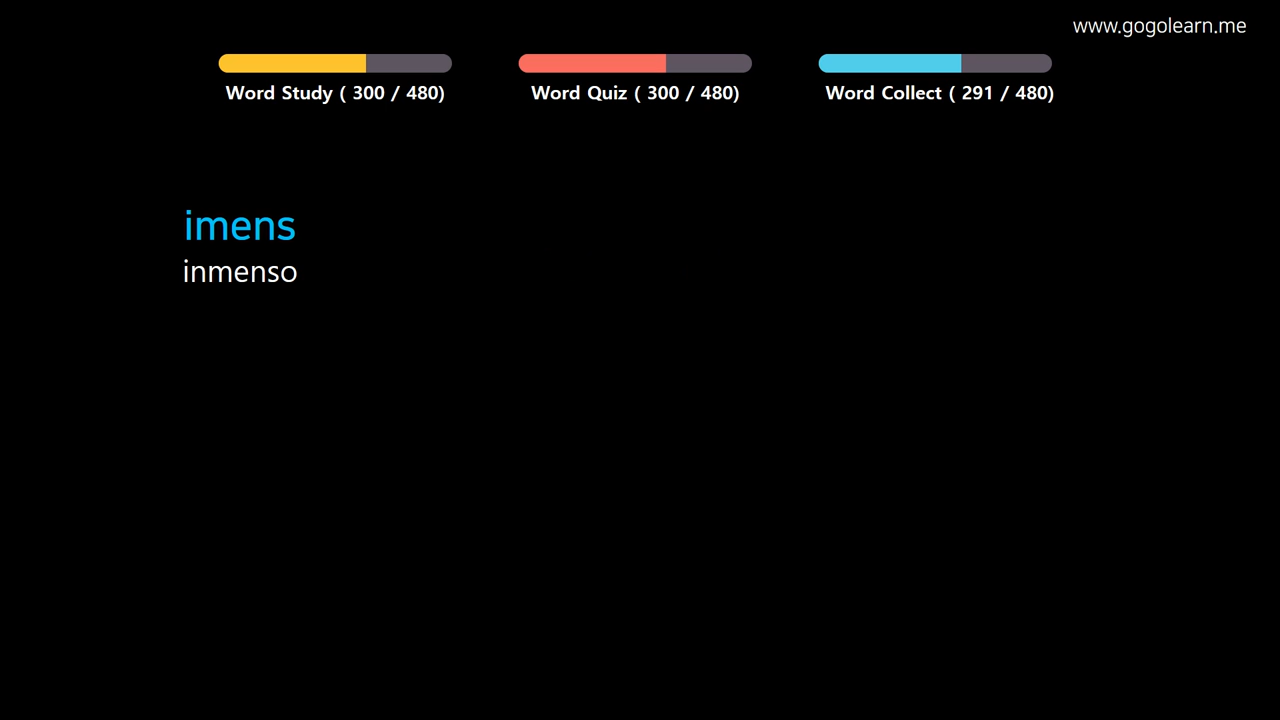 www.gogolearn.me
Word Study ( 300 / 480)
Word Quiz ( 300 / 480)
Word Collect ( 291 / 480)
imens
inmenso